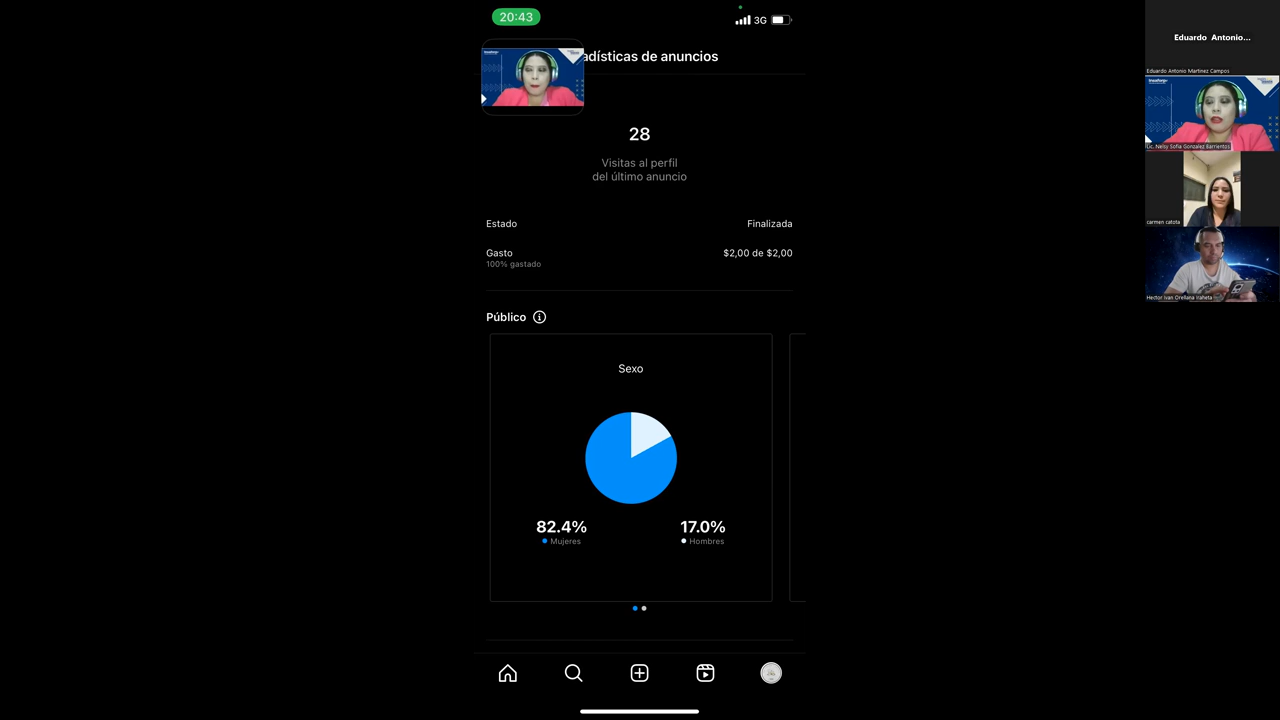 20:43
3G
adísticas de anuncios
28
Visitas al perfil
del último anuncio
Estado
Finalizada
Gasto
$2,00 de $2,00
100% gastado
Público
Sexo
82.4%
17.0%
Mujeres
Hombres
Eduardo Antonio...
Eduardo Antonio Martinez Campos
Lic. Nelsy Sofia Gonzalez Barrientos
carmen catota
Hector Ivan Orellana Iraheta